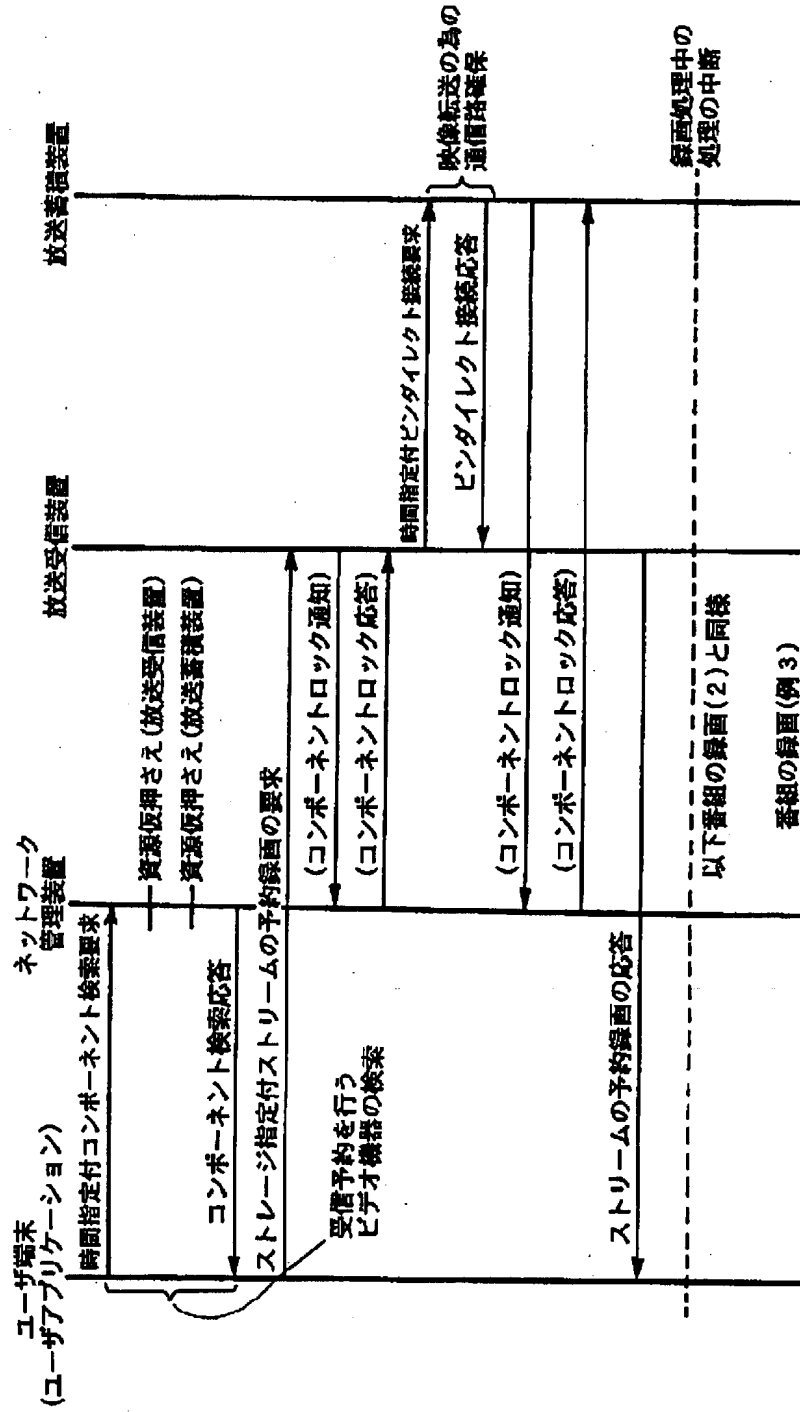 ユーザ端末
(ユーザアプリケーション)
ネットワーク
管理装置
放送受信装置
放送蓄積装置
時間指定付コンポーネント検索要求
資源仮押さえ(放送受信装置)
資源仮押さえ(放送蓄積装置)
コンポーネント検索応答
ストレージ指定付ストリームの予約録画の要求
受信予約を行う
ビデオ機器の検索
(コンポーネントロック通知)
(コンポーネントロック応答)
時間指定付ピンダイレクト接続要求
ピンダイレクト接続応答
映像転送の為の
通信路確保
(コンポーネントロック通知)
(コンポーネントロック応答)
ストリームの予約録画の応答
録画処理中の
処理の中断
以下番組の録画(2)と同様
番組の録画(例3)